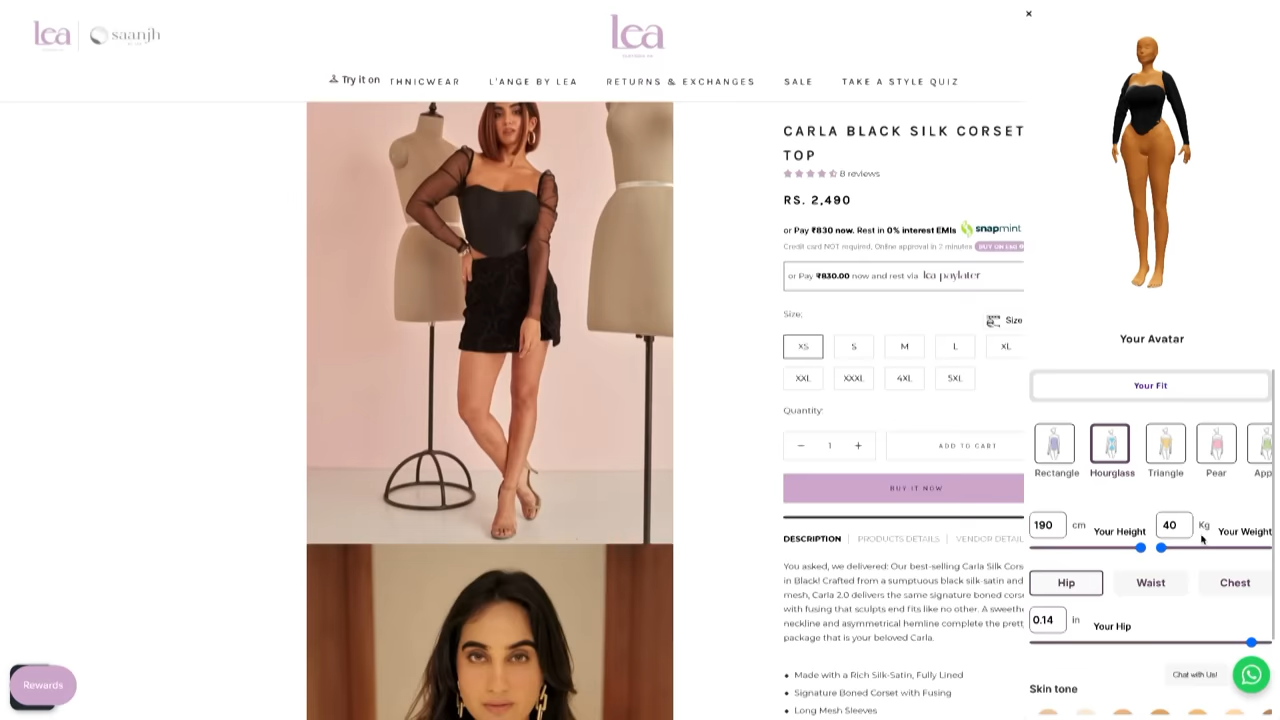 lea
saanjh
lea
×
Try it on
THNICWEAR
L'ANGE BY LEA
RETURNS & EXCHANGES
SALE
TAKE A STYLE QUIZ
CARLA BLACK SILK CORSET
TOP
8 reviews
RS. 2,490
or Pay ₹830 now. Rest in 0% interest EMIs snapmint
Credit card NOT required. Online approval in 2 minutes
or Pay ₹830.00 now and rest via lea paylater
Size:
Size
XS
S
M
L
XL
XXL
XXXL
4XL
5XL
Quantity:
− 1 +
ADD TO CART
BUY IT NOW
DESCRIPTION
PRODUCTS DETAILS
VENDOR DETAIL
You asked, we delivered: Our best-selling Carla Silk Cors
in Black! Crafted from a sumptuous black silk-satin and
mesh, Carla 2.0 delivers the same signature boned corse
with fusing that sculpts end fits like no other. A sweethe
neckline and asymmetrical hemline complete the prett
package that is your beloved Carla.
• Made with a Rich Silk-Satin, Fully Lined
• Signature Boned Corset with Fusing
• Long Mesh Sleeves
Rewards
Your Avatar
Your Fit
Rectangle
Hourglass
Triangle
Pear
App
190 cm Your Height
40 Kg Your Weight
Hip
Waist
Chest
0.14 in Your Hip
Chat with Us!
Skin tone